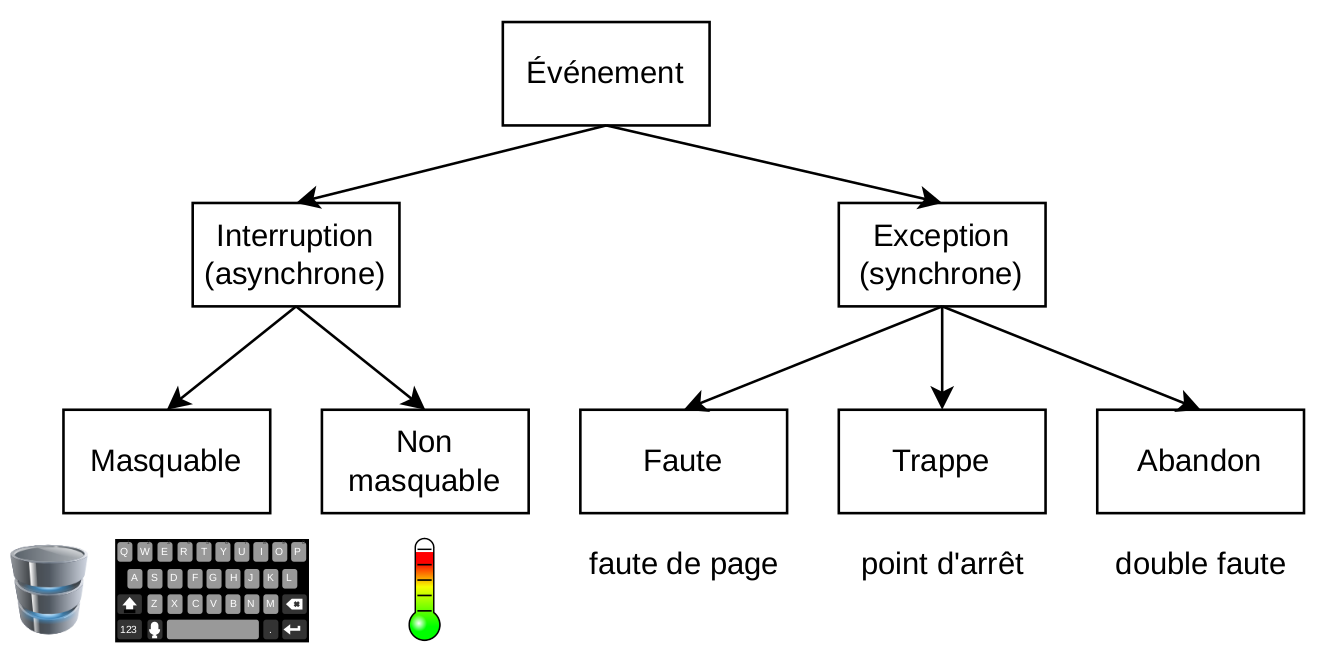 Événement
Interruption
(asynchrone)
Exception
(synchrone)
Masquable
Non
masquable
Faute
Trappe
Abandon
faute de page
point d'arrêt
double faute
Q W E R T Y U I O P
A S D F G H J K L
Z X C V B N M
123 .